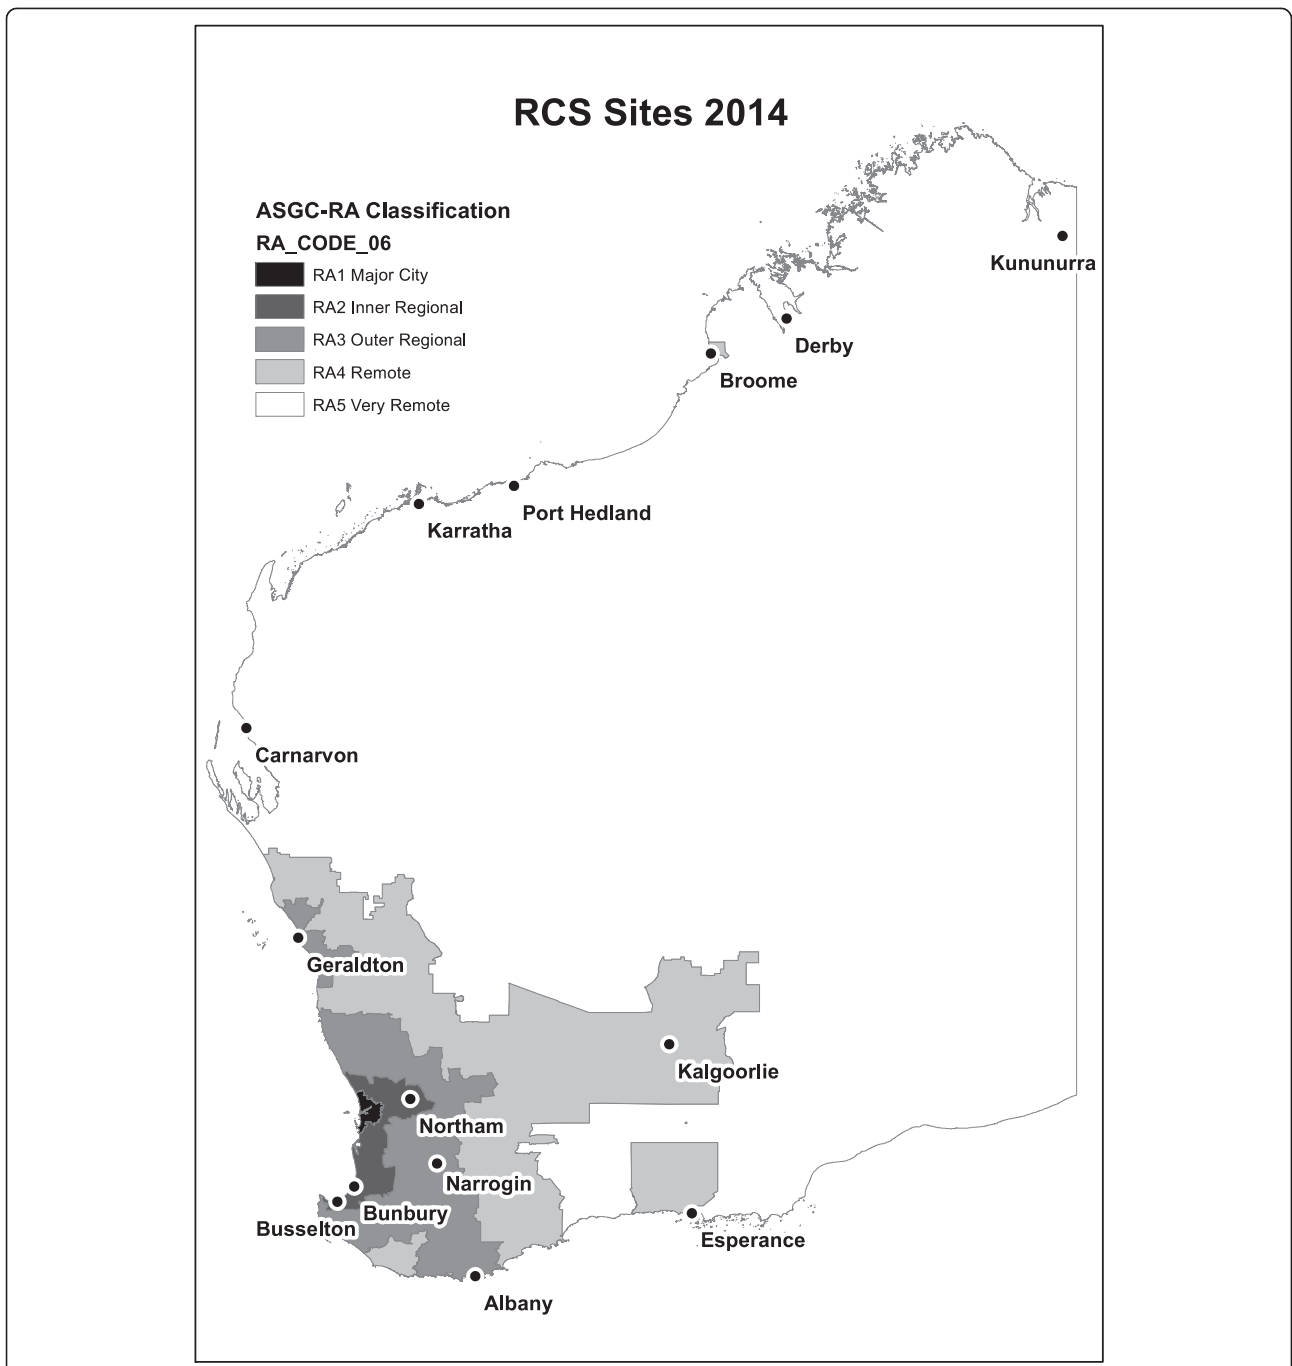 RCS Sites 2014
ASGC-RA Classification
RA_CODE_06
RA1 Major City
RA2 Inner Regional
RA3 Outer Regional
RA4 Remote
RA5 Very Remote
Kununurra
Derby
Broome
Port Hedland
Karratha
Carnarvon
Geraldton
Kalgoorlie
Northam
Narrogin
Bunbury
Busselton
Esperance
Albany